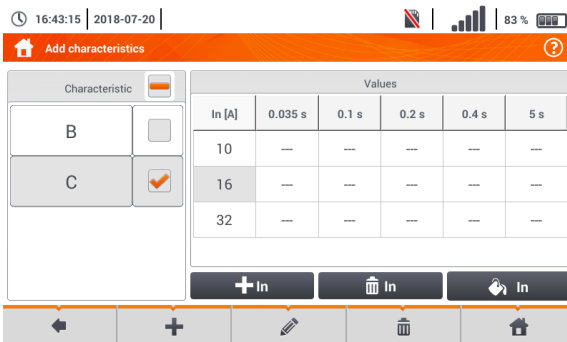 16:43:15 2018-07-20 83 %
Add characteristics ?
Characteristic Values
In [A] 0.035 s 0.1 s 0.2 s 0.4 s 5 s
B
10 --- --- --- --- ---
C
16 --- --- --- --- ---
32 --- --- --- --- ---
In In In